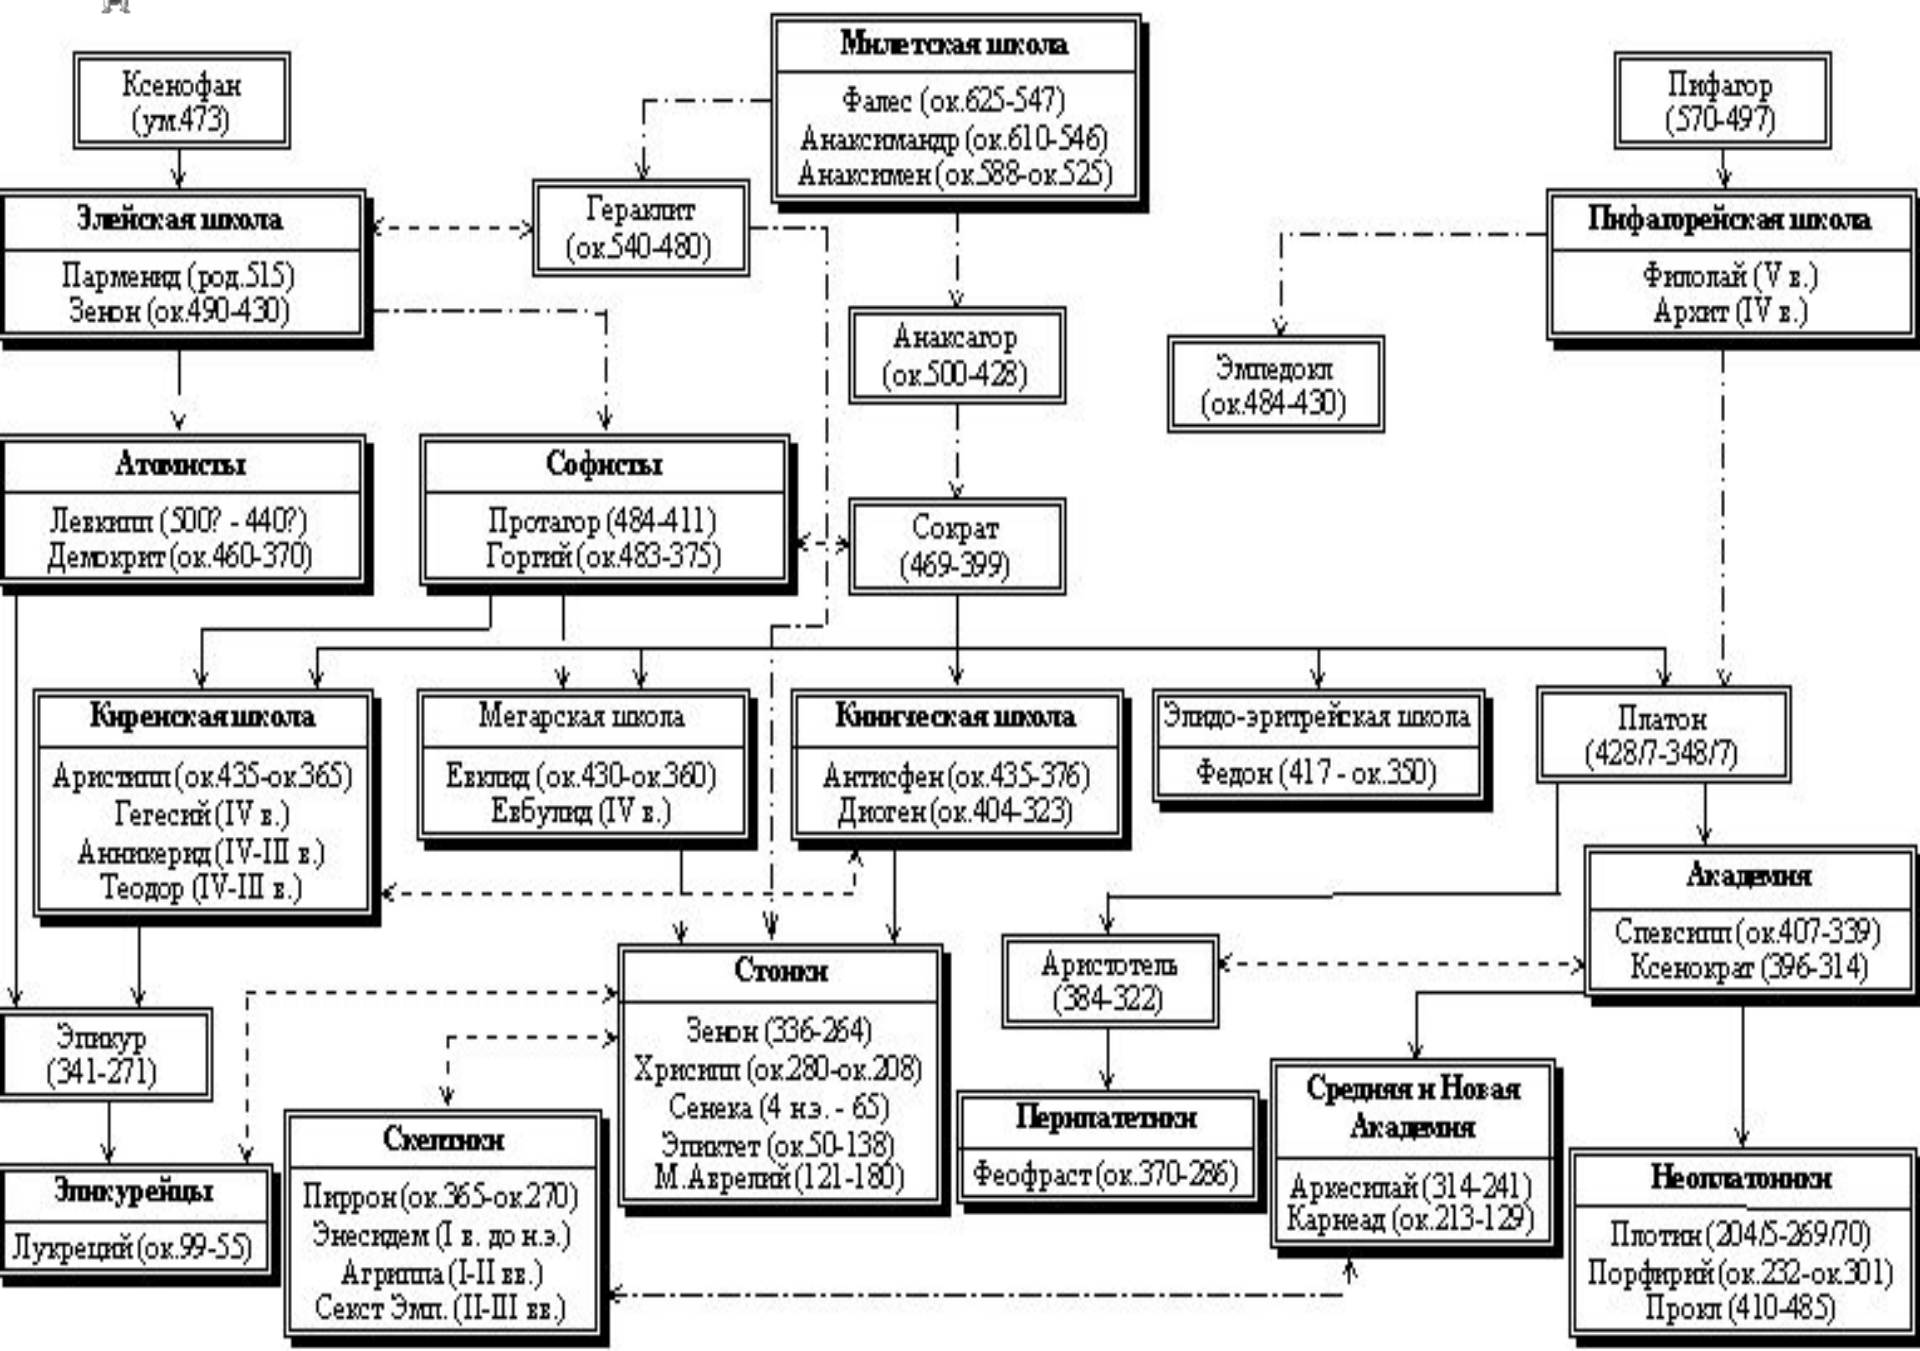 Милетская школа
Фалес (ок.625-547)
Анаксимандр (ок.610-546)
Анаксимен (ок.588-ок.525)
Ксенофан
(ум.473)
Пифагор
(570-497)
Элейская школа
Парменид (род.515)
Зенон (ок.490-430)
Гераклит
(ок.540-480)
Пифагорейская школа
Филолай (V в.)
Архит (IV в.)
Анаксагор
(ок.500-428)
Эмпедокл
(ок.484-430)
Атомисты
Левкипп (500? - 440?)
Демокрит (ок.460-370)
Софисты
Протагор (484-411)
Горгий (ок.483-375)
Сократ
(469-399)
Киренская школа
Аристипп (ок.435-ок.365)
Гегесий (IV в.)
Анникерид (IV-III в.)
Теодор (IV-III в.)
Мегарская школа
Евклид (ок.430-ок.360)
Евбулид (IV в.)
Киническая школа
Антисфен (ок.435-376)
Диоген (ок.404-323)
Элидо-эритрейская школа
Федон (417 - ок.350)
Платон
(428/7-348/7)
Академия
Спевсипп (ок.407-339)
Ксенократ (396-314)
Стоики
Зенон (336-264)
Хрисипп (ок.280-ок.208)
Сенека (4 н.э. - 65)
Эпиктет (ок.50-138)
М.Аврелий (121-180)
Аристотель
(384-322)
Эпикур
(341-271)
Эпикурейцы
Лукреций (ок.99-55)
Скептики
Пиррон (ок.365-ок.270)
Энесидем (I в. до н.э.)
Агриппа (I-II вв.)
Секст Эмп. (II-III вв.)
Перипатетики
Феофраст (ок.370-286)
Средняя и Новая
Академия
Аркесилай (314-241)
Карнеад (ок.213-129)
Неоплатоники
Плотин (204/5-269/70)
Порфирий (ок.232-ок.301)
Прокл (410-485)